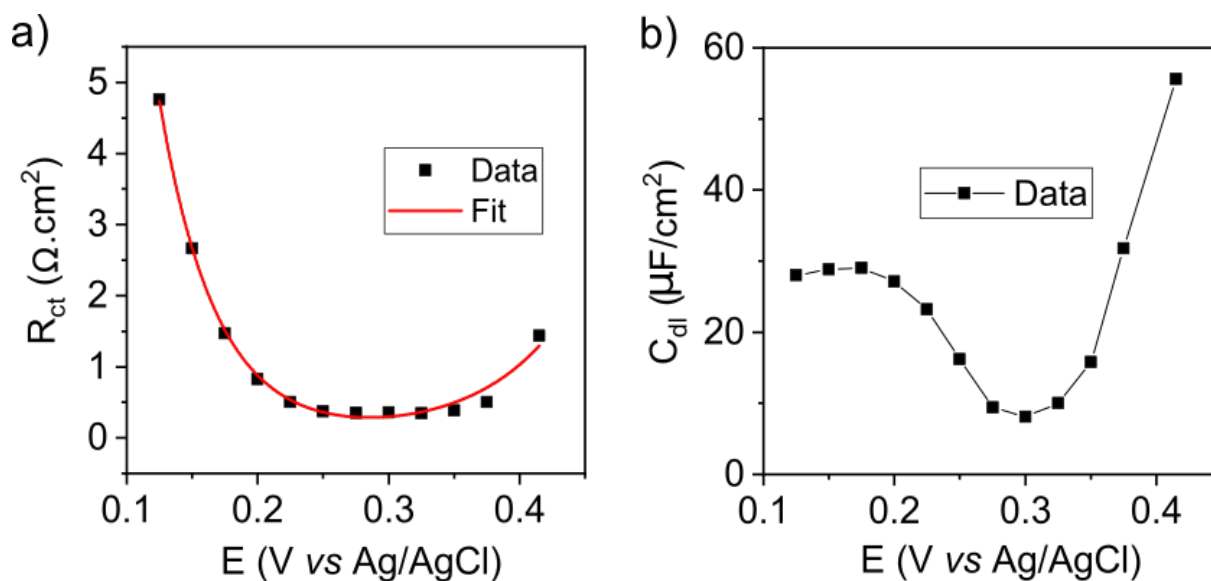 a)
R_ct (Ω.cm²)
5
4
3
2
1
0
Data
Fit
0.1 0.2 0.3 0.4
E (V vs Ag/AgCl)
b)
C_dl (µF/cm²)
60
40
20
0
Data
0.1 0.2 0.3 0.4
E (V vs Ag/AgCl)